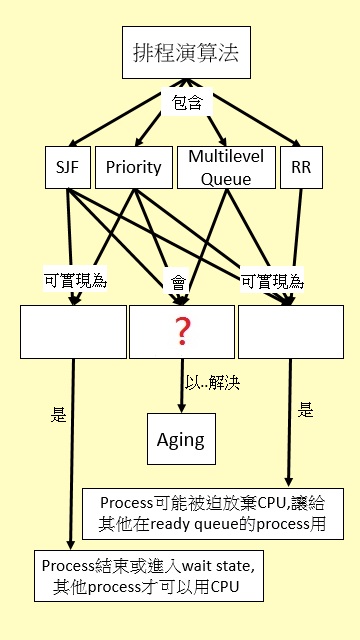 排程演算法
包含
SJF
Priority
Multilevel
Queue
RR
可實現為
會
可實現為
?
是
以..解決
是
Aging
Process可能被迫放棄CPU,讓給
其他在ready queue的process用
Process結束或進入wait state,
其他process才可以用CPU